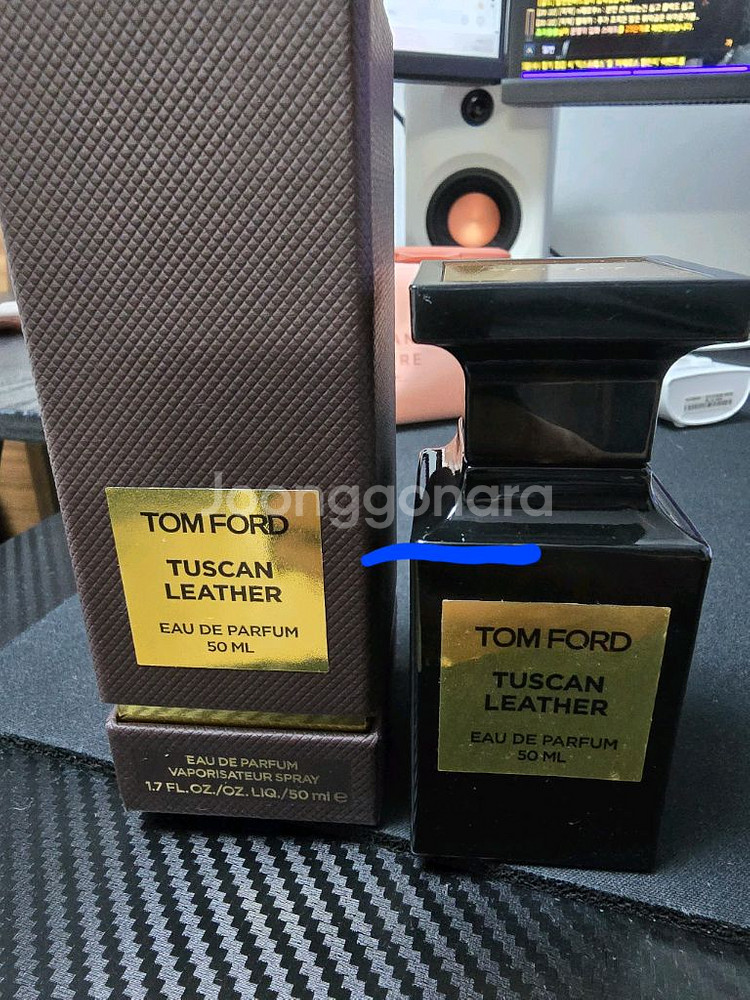 Joonggonara
TOM FORD
TUSCAN
LEATHER
EAU DE PARFUM
50 ML
EAU DE PARFUM
VAPORISATEUR SPRAY
1.7 FL.OZ./OZ. LIQ./50 ml ℮
TOM FORD
TUSCAN
LEATHER
EAU DE PARFUM
50 ML